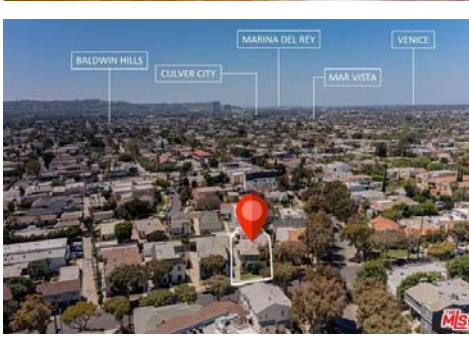 MARINA DEL REY
VENICE
BALDWIN HILLS
CULVER CITY
MAR VISTA
MLS